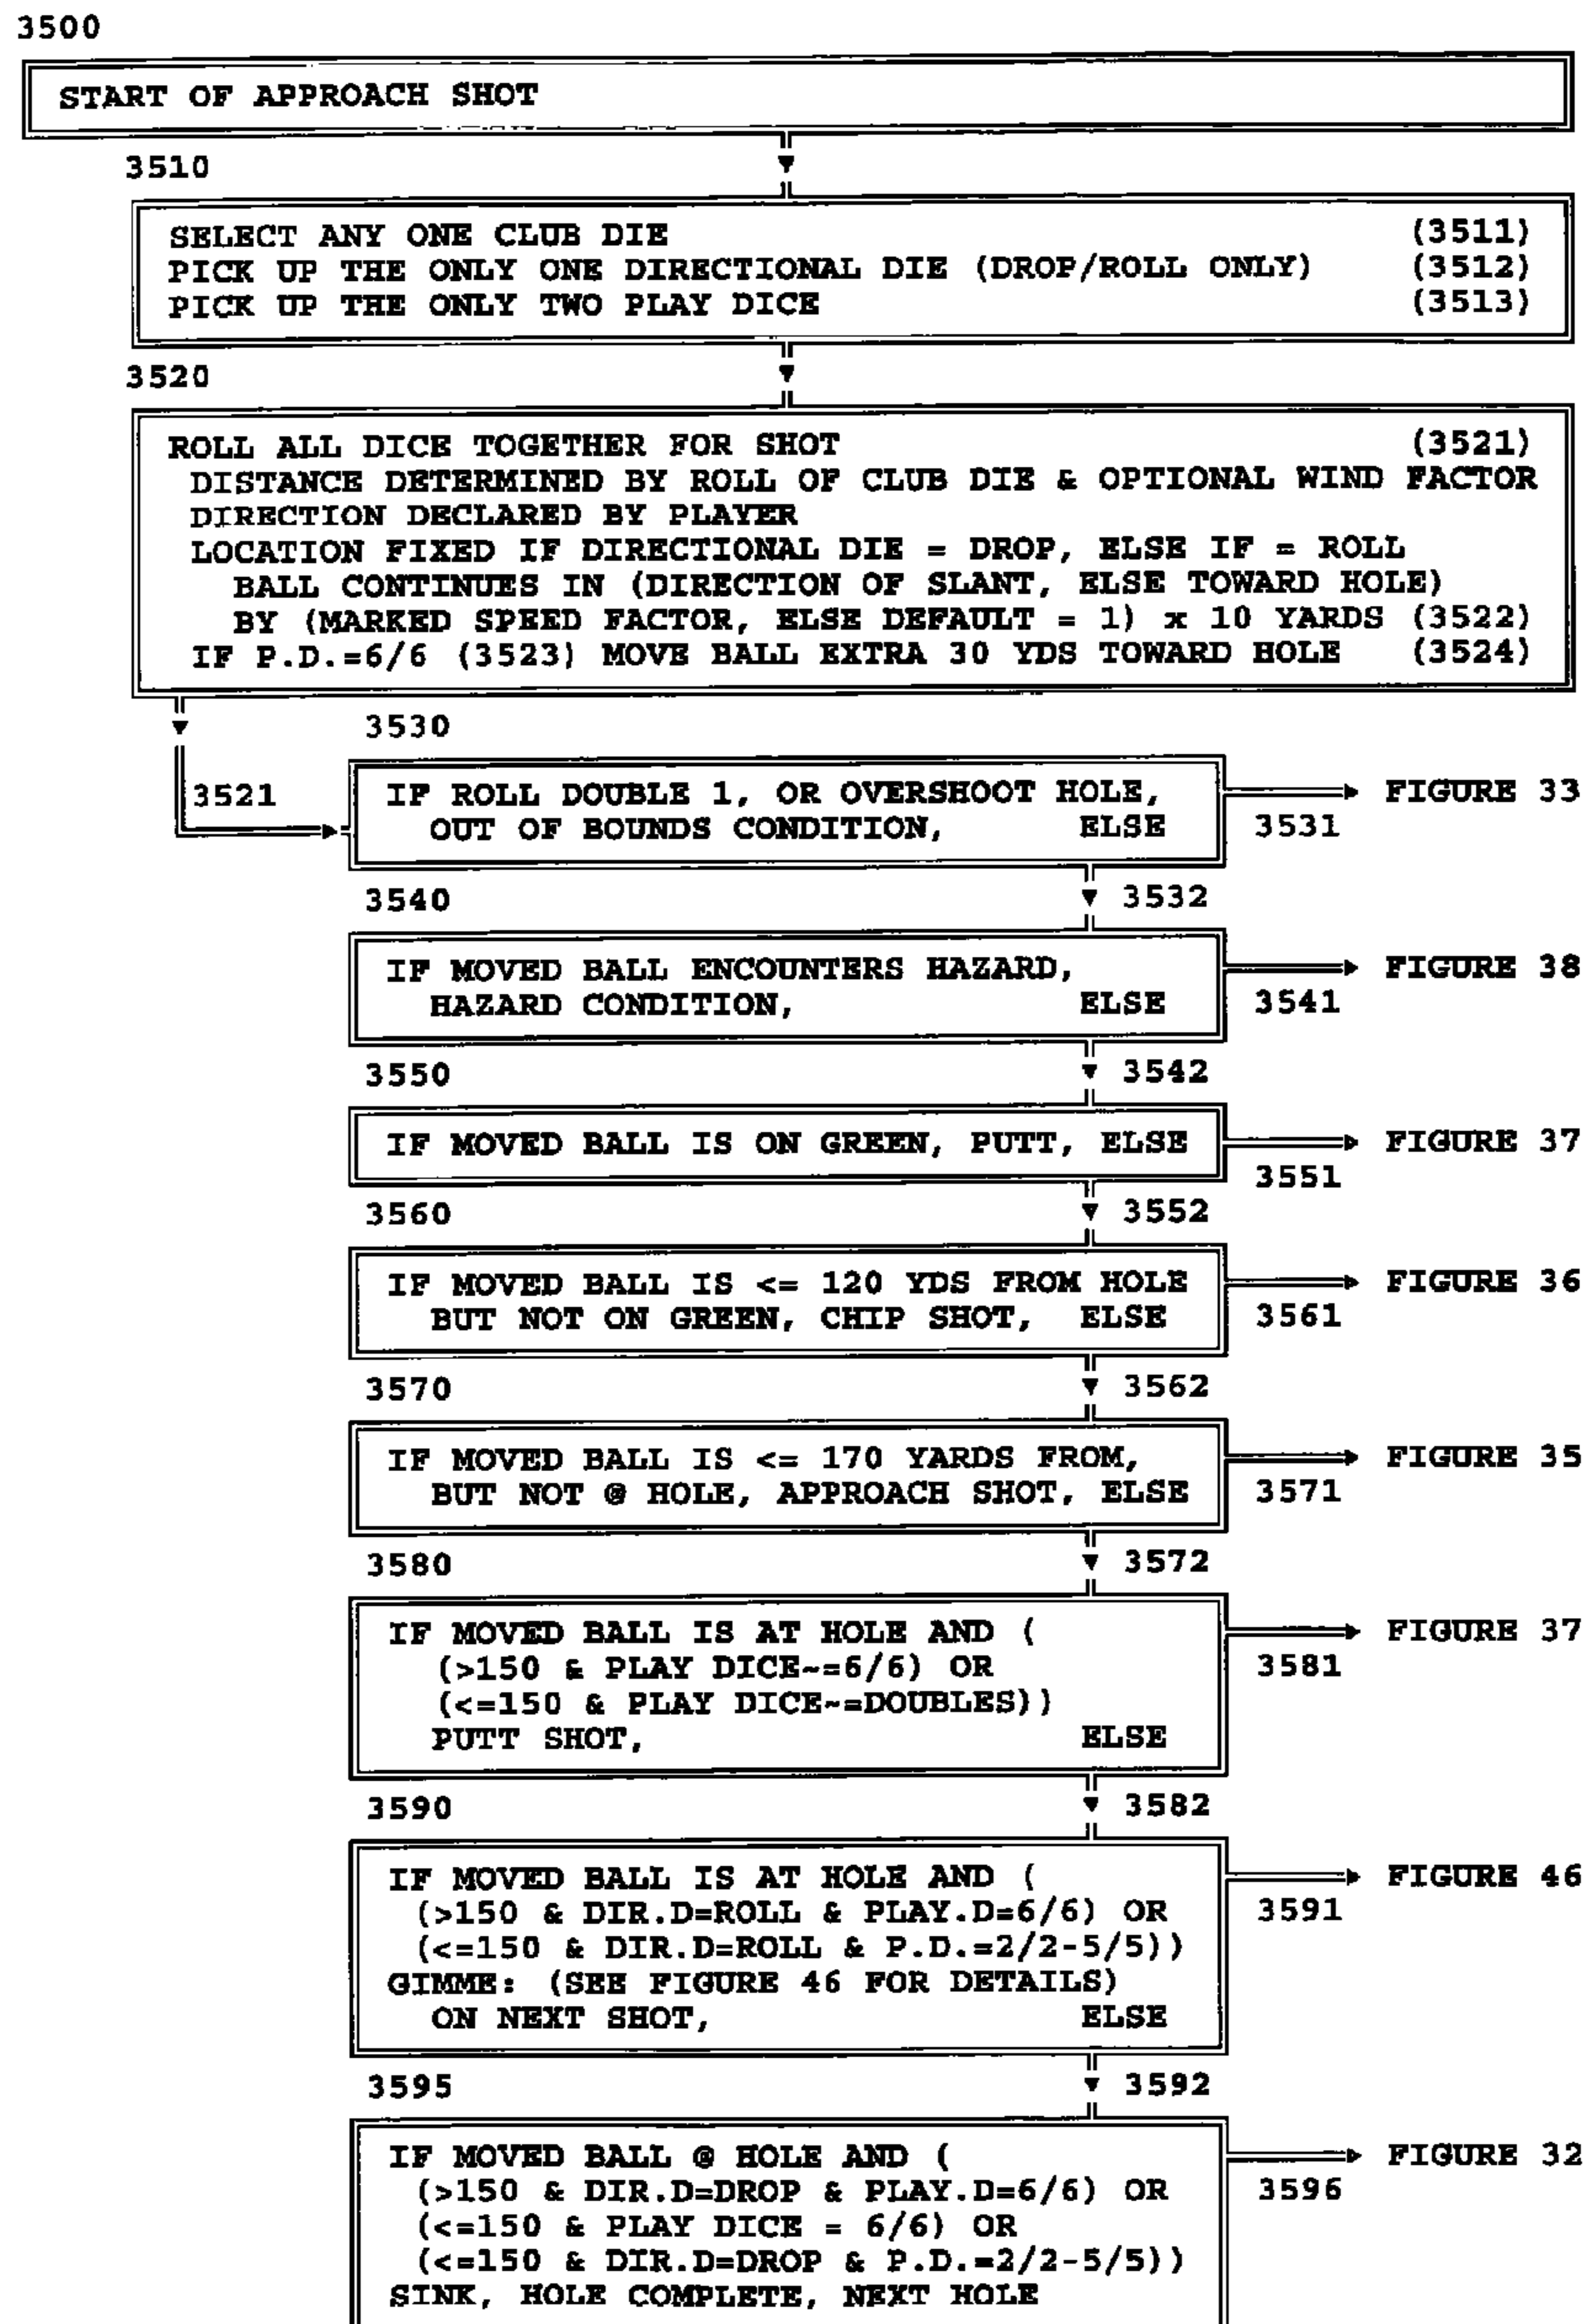 3500
START OF APPROACH SHOT
3510
SELECT ANY ONE CLUB DIE (3511)
PICK UP THE ONLY ONE DIRECTIONAL DIE (DROP/ROLL ONLY) (3512)
PICK UP THE ONLY TWO PLAY DICE (3513)
3520
ROLL ALL DICE TOGETHER FOR SHOT (3521)
DISTANCE DETERMINED BY ROLL OF CLUB DIE & OPTIONAL WIND FACTOR
DIRECTION DECLARED BY PLAYER
LOCATION FIXED IF DIRECTIONAL DIE = DROP, ELSE IF = ROLL
BALL CONTINUES IN (DIRECTION OF SLANT, ELSE TOWARD HOLE)
BY (MARKED SPEED FACTOR, ELSE DEFAULT = 1) x 10 YARDS (3522)
IF P.D.=6/6 (3523) MOVE BALL EXTRA 30 YDS TOWARD HOLE (3524)
3530
3521
IF ROLL DOUBLE 1, OR OVERSHOOT HOLE,
OUT OF BOUNDS CONDITION, ELSE
FIGURE 33
3531
3540
3532
IF MOVED BALL ENCOUNTERS HAZARD,
HAZARD CONDITION, ELSE
FIGURE 38
3541
3550
3542
IF MOVED BALL IS ON GREEN, PUTT, ELSE
FIGURE 37
3551
3560
3552
IF MOVED BALL IS <= 120 YDS FROM HOLE
BUT NOT ON GREEN, CHIP SHOT, ELSE
FIGURE 36
3561
3570
3562
IF MOVED BALL IS <= 170 YARDS FROM,
BUT NOT @ HOLE, APPROACH SHOT, ELSE
FIGURE 35
3571
3580
3572
IF MOVED BALL IS AT HOLE AND (
(>150 & PLAY DICE~=6/6) OR
(<=150 & PLAY DICE~=DOUBLES))
PUTT SHOT, ELSE
FIGURE 37
3581
3590
3582
IF MOVED BALL IS AT HOLE AND (
(>150 & DIR.D=ROLL & PLAY.D=6/6) OR
(<=150 & DIR.D=ROLL & P.D.=2/2-5/5))
GIMME: (SEE FIGURE 46 FOR DETAILS)
ON NEXT SHOT, ELSE
FIGURE 46
3591
3595
3592
IF MOVED BALL @ HOLE AND (
(>150 & DIR.D=DROP & PLAY.D=6/6) OR
(<=150 & PLAY DICE = 6/6) OR
(<=150 & DIR.D=DROP & P.D.=2/2-5/5))
SINK, HOLE COMPLETE, NEXT HOLE
FIGURE 32
3596